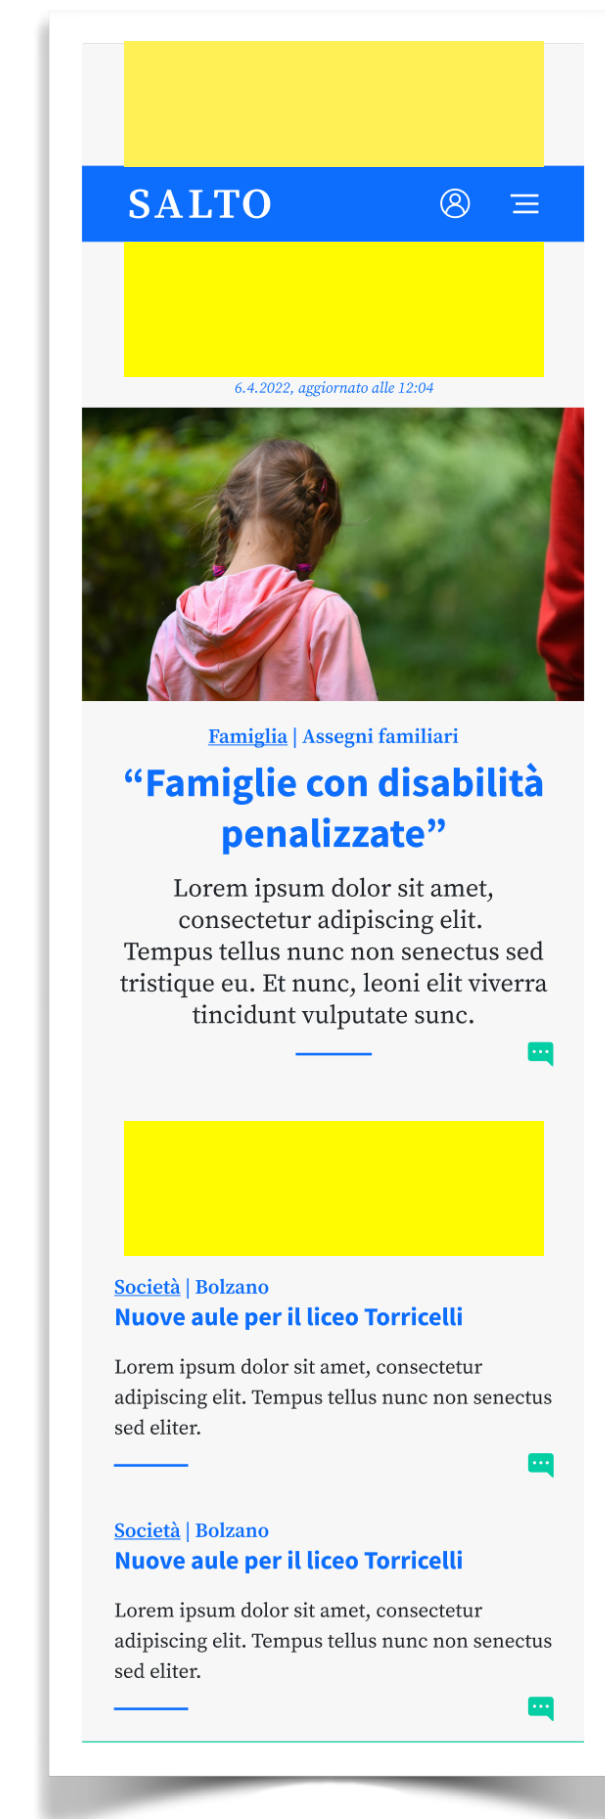 SALTO
6.4.2022, aggiornato alle 12:04
Famiglia | Assegni familiari
“Famiglie con disabilità
penalizzate”
Lorem ipsum dolor sit amet,
consectetur adipiscing elit.
Tempus tellus nunc non senectus sed
tristique eu. Et nunc, leoni elit viverra
tincidunt vulputate sunc.
Società | Bolzano
Nuove aule per il liceo Torricelli
Lorem ipsum dolor sit amet, consectetur
adipiscing elit. Tempus tellus nunc non senectus
sed eliter.
Società | Bolzano
Nuove aule per il liceo Torricelli
Lorem ipsum dolor sit amet, consectetur
adipiscing elit. Tempus tellus nunc non senectus
sed eliter.